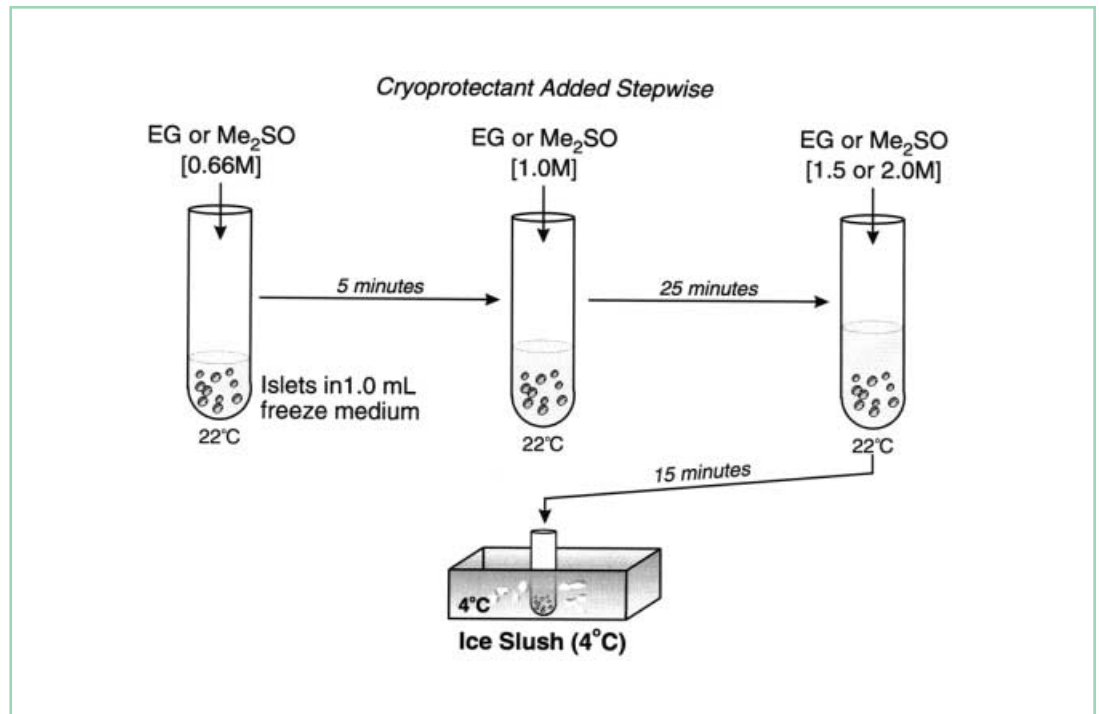 Cryoprotectant Added Stepwise
EG or Me₂SO
[0.66M]
EG or Me₂SO
[1.0M]
EG or Me₂SO
[1.5 or 2.0M]
5 minutes
25 minutes
Islets in1.0 mL
freeze medium
22°C
22°C
22°C
15 minutes
4°C
Ice Slush (4°C)